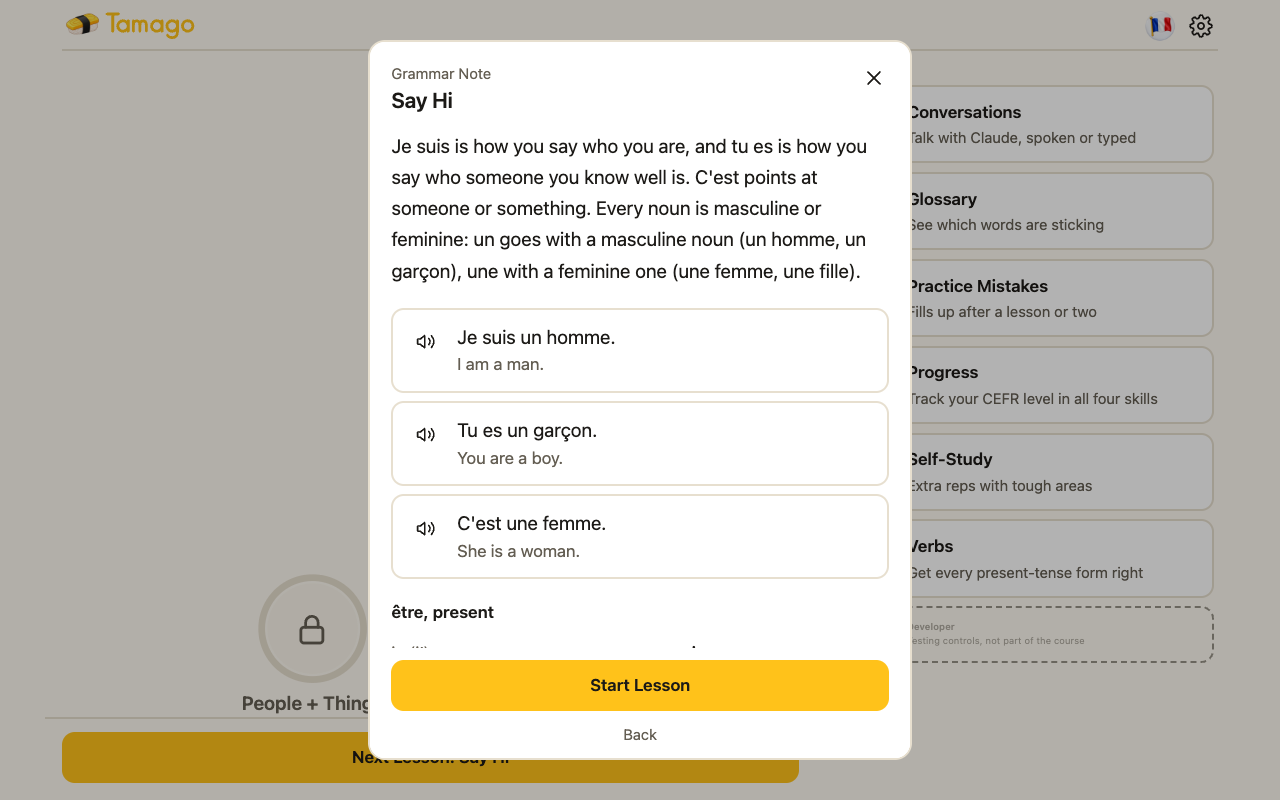 Tamago
Grammar Note
Say Hi
Je suis is how you say who you are, and tu es is how you
say who someone you know well is. C'est points at
someone or something. Every noun is masculine or
feminine: un goes with a masculine noun (un homme, un
garçon), une with a feminine one (une femme, une fille).
Je suis un homme.
I am a man.
Tu es un garçon.
You are a boy.
C'est une femme.
She is a woman.
être, present
Start Lesson
Back
Conversations
Talk with Claude, spoken or typed
Glossary
See which words are sticking
Practice Mistakes
Fills up after a lesson or two
Progress
Track your CEFR level in all four skills
Self-Study
Extra reps with tough areas
Verbs
Get every present-tense form right
Developer
esting controls, not part of the course
People + Thing
Next Lesson: Say Hi